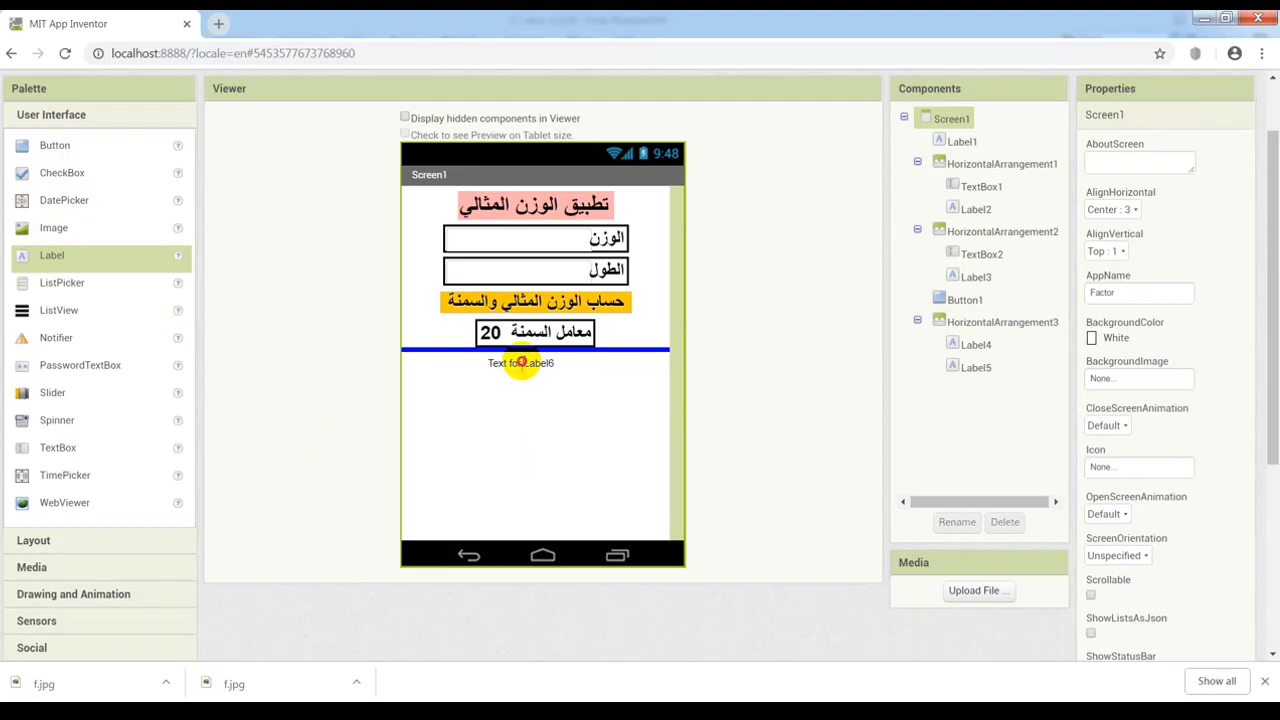 MIT App Inventor
localhost:8888/?locale=en#5453577673768960
Palette
User Interface
Button
CheckBox
DatePicker
Image
Label
ListPicker
ListView
Notifier
PasswordTextBox
Slider
Spinner
TextBox
TimePicker
WebViewer
Layout
Media
Drawing and Animation
Sensors
Social
Viewer
Display hidden components in Viewer
Check to see Preview on Tablet size.
9:48
Screen1
تطبيق الوزن المثالي
الوزن
الطول
حساب الوزن المثالي والسمنة
معامل السمنة 20
Text for Label6
Components
Screen1
Label1
HorizontalArrangement1
TextBox1
Label2
HorizontalArrangement2
TextBox2
Label3
Button1
HorizontalArrangement3
Label4
Label5
Rename
Delete
Media
Upload File ...
Properties
Screen1
AboutScreen
AlignHorizontal
Center : 3
AlignVertical
Top : 1
AppName
Factor
BackgroundColor
White
BackgroundImage
None...
CloseScreenAnimation
Default
Icon
None...
OpenScreenAnimation
Default
ScreenOrientation
Unspecified
Scrollable
ShowListsAsJson
ShowStatusBar
f.jpg
f.jpg
Show all